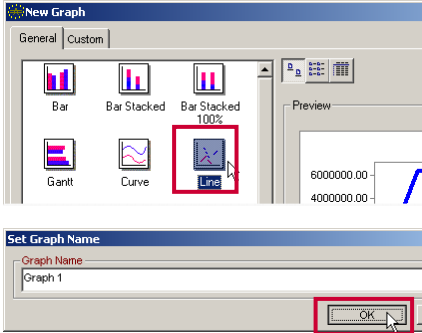 New Graph
General Custom
Bar Bar Stacked Bar Stacked
100%
Preview
Gantt Curve Line
6000000.00
4000000.00
Set Graph Name
Graph Name
Graph 1
OK